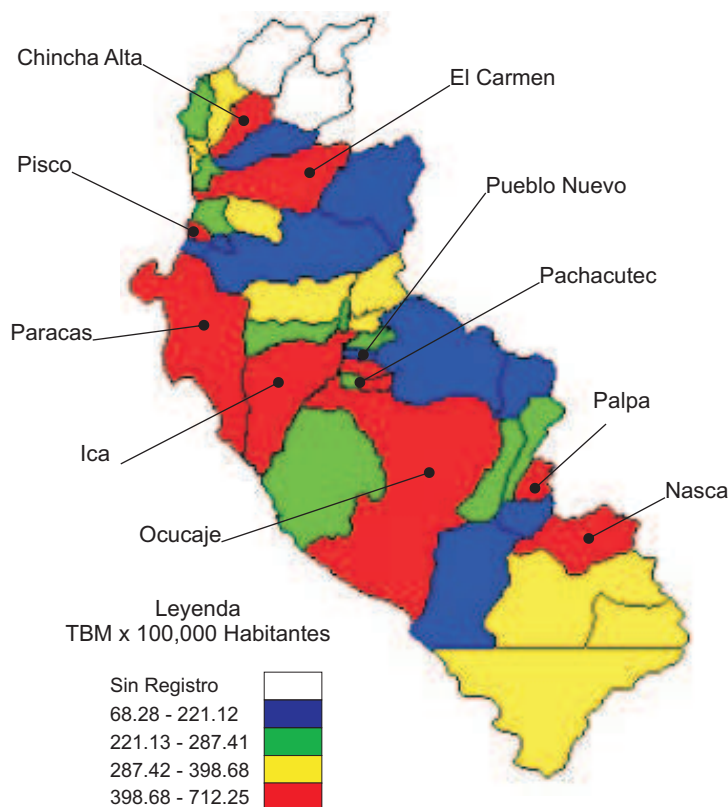 Chincha Alta
El Carmen
Pisco
Pueblo Nuevo
Pachacutec
Paracas
Palpa
Ica
Nasca
Ocucaje
Leyenda
TBM x 100,000 Habitantes
Sin Registro
68.28 - 221.12
221.13 - 287.41
287.42 - 398.68
398.68 - 712.25